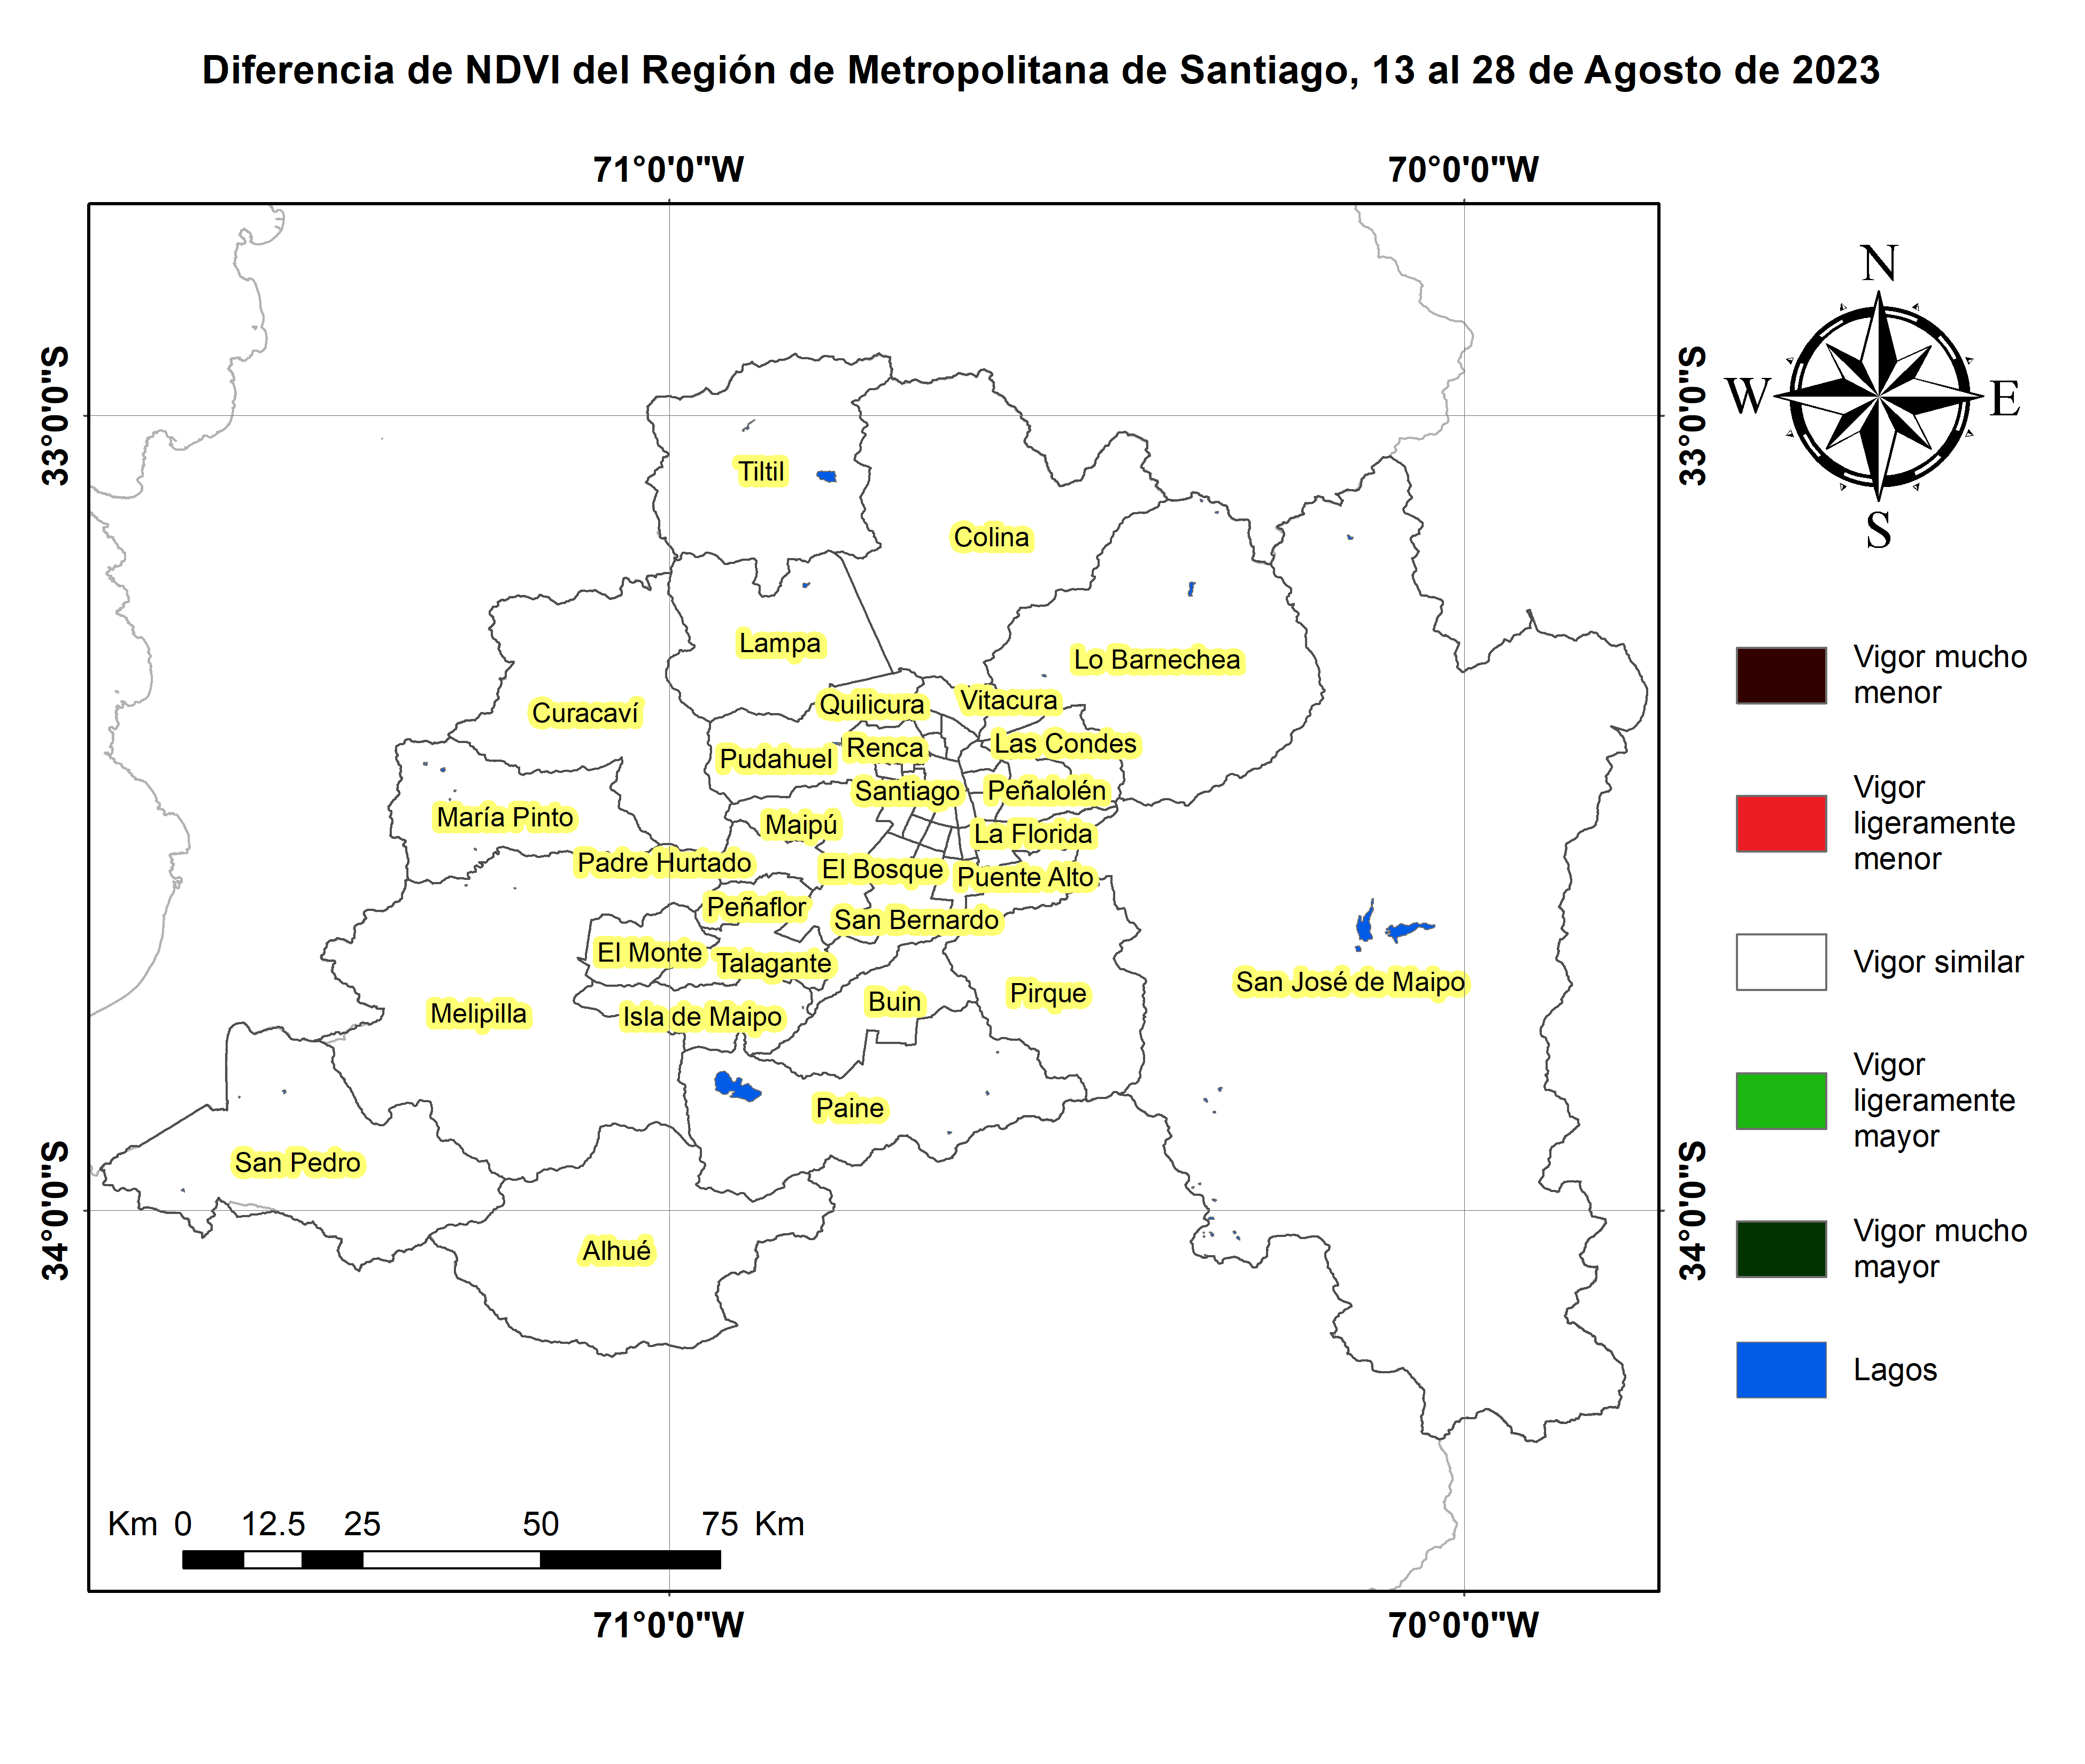 Diferencia de NDVI del Región de Metropolitana de Santiago, 13 al 28 de Agosto de 2023
71°0'0"W
70°0'0"W
33°0'0"S
33°0'0"S
N
W
E
S
Tiltil
Colina
Lampa
Lo Barnechea
Curacaví
Quilicura
Vitacura
Pudahuel
Renca
Las Condes
Santiago
Peñalolén
María Pinto
Maipú
La Florida
Padre Hurtado
El Bosque
Puente Alto
Peñaflor
San Bernardo
El Monte
Talagante
Melipilla
Isla de Maipo
Buin
Pirque
San José de Maipo
Paine
San Pedro
Alhué
34°0'0"S
34°0'0"S
Vigor mucho
menor
Vigor
ligeramente
menor
Vigor similar
Vigor
ligeramente
mayor
Vigor mucho
mayor
Lagos
Km 0 12.5 25 50 75 Km
71°0'0"W
70°0'0"W